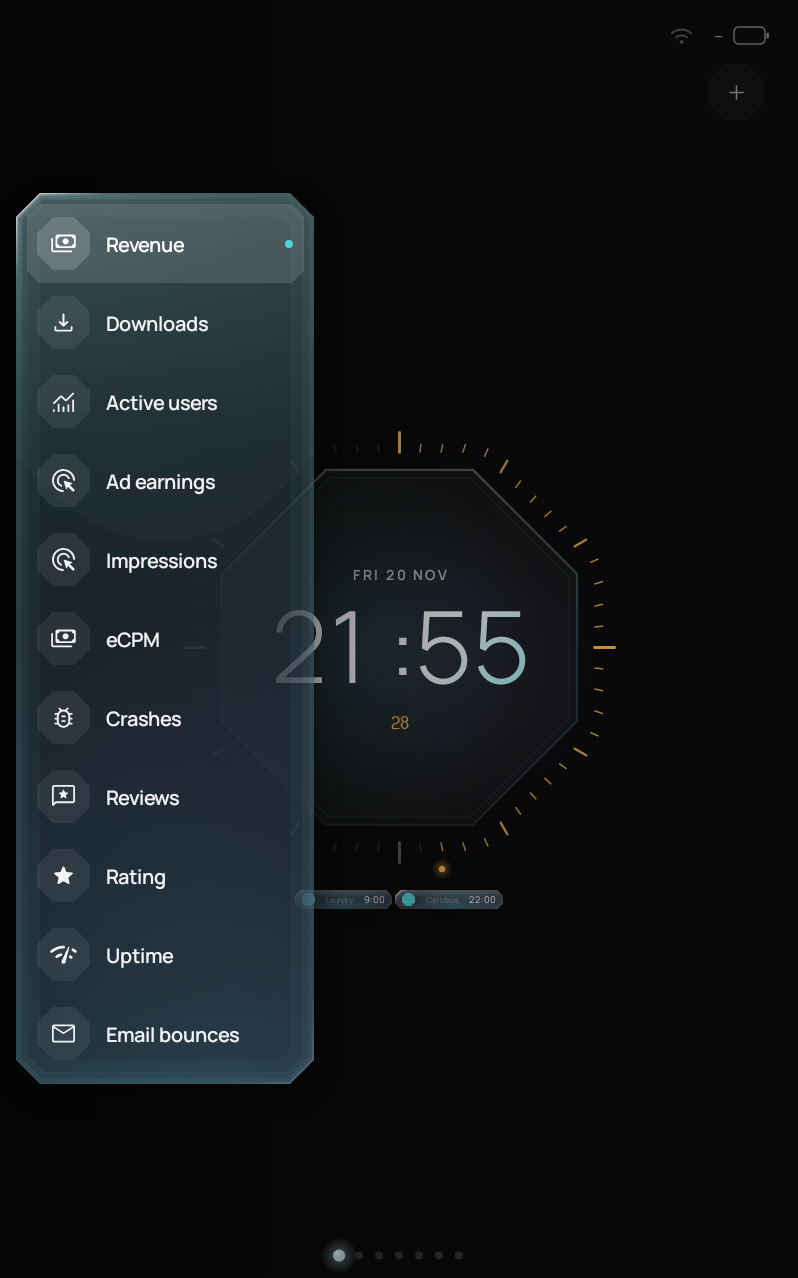 Revenue
Downloads
Active users
Ad earnings
Impressions
eCPM
Crashes
Reviews
Rating
Uptime
Email bounces
FRI 20 NOV
21 :55
28
Laundry 9:00
Call Maya 22:00